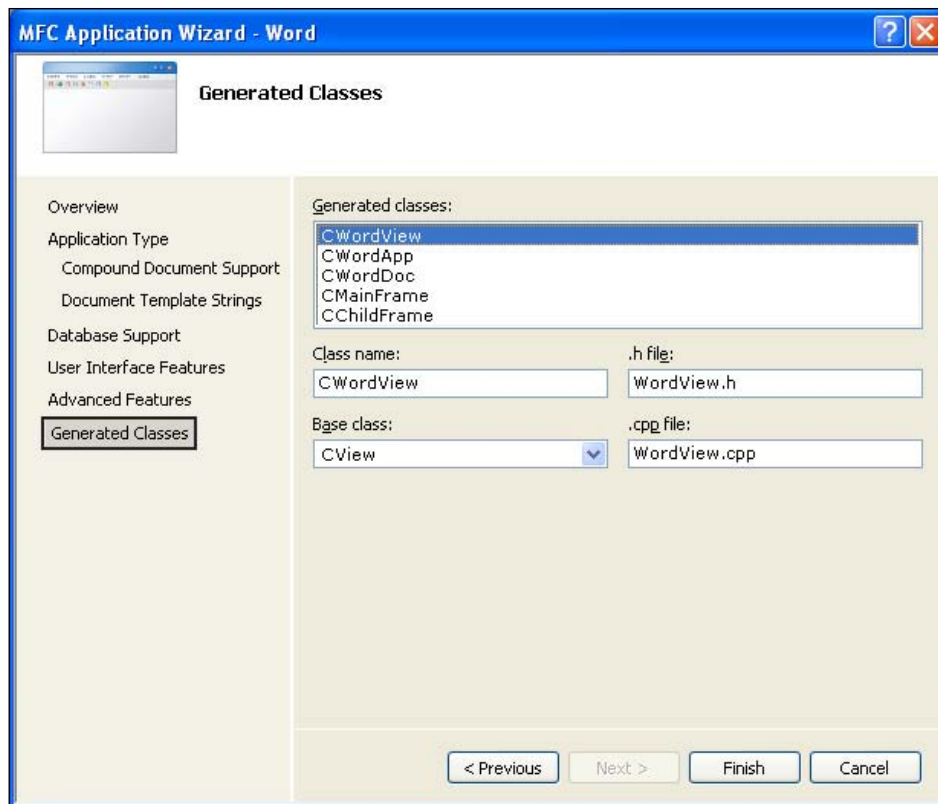 MFC Application Wizard - Word
Generated Classes
Overview
Application Type
Compound Document Support
Document Template Strings
Database Support
User Interface Features
Advanced Features
Generated Classes
Generated classes:
CWordView
CWordApp
CWordDoc
CMainFrame
CChildFrame
Class name:
.h file:
CWordView
WordView.h
Base class:
.cpp file:
CView
WordView.cpp
< Previous
Next >
Finish
Cancel